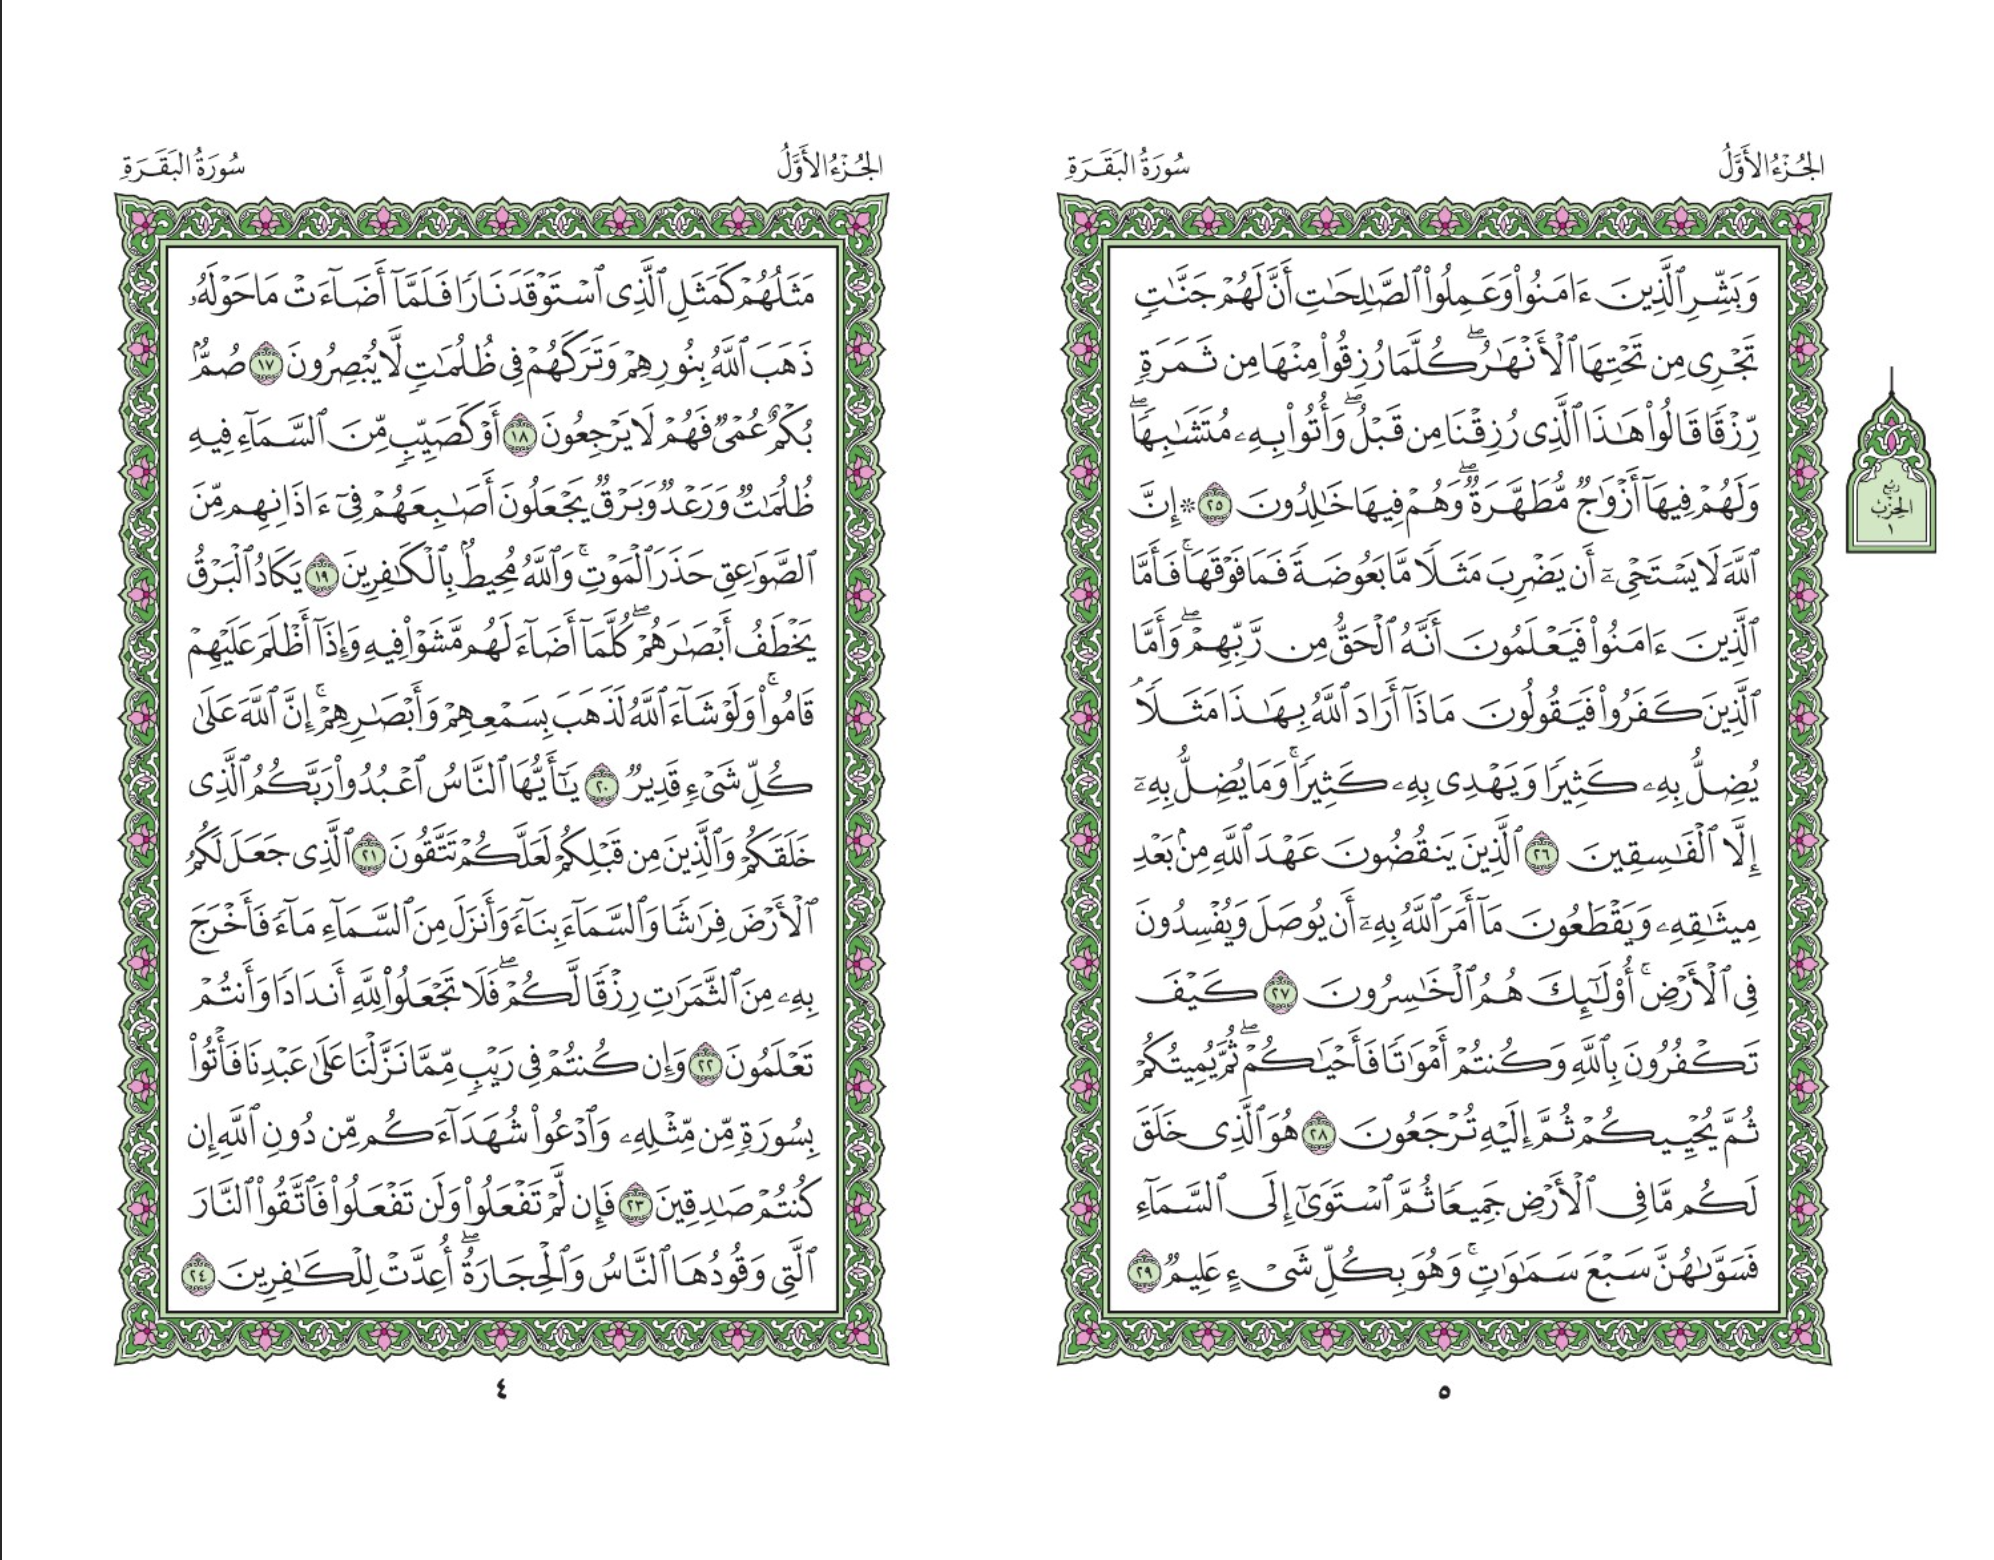 الجُزْءُ الأَوَّلُ سُورَةُ البَقَرَةِ
مَثَلُهُمْ كَمَثَلِ ٱلَّذِى ٱسْتَوْقَدَ نَارًا فَلَمَّآ أَضَآءَتْ مَا حَوْلَهُۥ
ذَهَبَ ٱللَّهُ بِنُورِهِمْ وَتَرَكَهُمْ فِى ظُلُمَٰتٍ لَّا يُبْصِرُونَ ١٧ صُمٌّۢ
بُكْمٌ عُمْىٌ فَهُمْ لَا يَرْجِعُونَ ١٨ أَوْ كَصَيِّبٍ مِّنَ ٱلسَّمَآءِ فِيهِ
ظُلُمَٰتٌ وَرَعْدٌ وَبَرْقٌ يَجْعَلُونَ أَصَٰبِعَهُمْ فِىٓ ءَاذَانِهِم مِّنَ
ٱلصَّوَٰعِقِ حَذَرَ ٱلْمَوْتِ ۚ وَٱللَّهُ مُحِيطٌۢ بِٱلْكَٰفِرِينَ ١٩ يَكَادُ ٱلْبَرْقُ
يَخْطَفُ أَبْصَٰرَهُمْ ۖ كُلَّمَآ أَضَآءَ لَهُم مَّشَوْا۟ فِيهِ وَإِذَآ أَظْلَمَ عَلَيْهِمْ
قَامُوا۟ ۚ وَلَوْ شَآءَ ٱللَّهُ لَذَهَبَ بِسَمْعِهِمْ وَأَبْصَٰرِهِمْ ۚ إِنَّ ٱللَّهَ عَلَىٰ
كُلِّ شَىْءٍ قَدِيرٌ ٢٠ يَٰٓأَيُّهَا ٱلنَّاسُ ٱعْبُدُوا۟ رَبَّكُمُ ٱلَّذِى
خَلَقَكُمْ وَٱلَّذِينَ مِن قَبْلِكُمْ لَعَلَّكُمْ تَتَّقُونَ ٢١ ٱلَّذِى جَعَلَ لَكُمُ
ٱلْأَرْضَ فِرَٰشًا وَٱلسَّمَآءَ بِنَآءً وَأَنزَلَ مِنَ ٱلسَّمَآءِ مَآءً فَأَخْرَجَ
بِهِۦ مِنَ ٱلثَّمَرَٰتِ رِزْقًا لَّكُمْ ۖ فَلَا تَجْعَلُوا۟ لِلَّهِ أَندَادًا وَأَنتُمْ
تَعْلَمُونَ ٢٢ وَإِن كُنتُمْ فِى رَيْبٍ مِّمَّا نَزَّلْنَا عَلَىٰ عَبْدِنَا فَأْتُوا۟
بِسُورَةٍ مِّن مِّثْلِهِۦ وَٱدْعُوا۟ شُهَدَآءَكُم مِّن دُونِ ٱللَّهِ إِن
كُنتُمْ صَٰدِقِينَ ٢٣ فَإِن لَّمْ تَفْعَلُوا۟ وَلَن تَفْعَلُوا۟ فَٱتَّقُوا۟ ٱلنَّارَ
ٱلَّتِى وَقُودُهَا ٱلنَّاسُ وَٱلْحِجَارَةُ ۖ أُعِدَّتْ لِلْكَٰفِرِينَ ٢٤
٤
الجُزْءُ الأَوَّلُ سُورَةُ البَقَرَةِ
وَبَشِّرِ ٱلَّذِينَ ءَامَنُوا۟ وَعَمِلُوا۟ ٱلصَّٰلِحَٰتِ أَنَّ لَهُمْ جَنَّٰتٍ
تَجْرِى مِن تَحْتِهَا ٱلْأَنْهَٰرُ ۖ كُلَّمَا رُزِقُوا۟ مِنْهَا مِن ثَمَرَةٍ
رِّزْقًا قَالُوا۟ هَٰذَا ٱلَّذِى رُزِقْنَا مِن قَبْلُ ۖ وَأُتُوا۟ بِهِۦ مُتَشَٰبِهًا ۖ
وَلَهُمْ فِيهَآ أَزْوَٰجٌ مُّطَهَّرَةٌ ۖ وَهُمْ فِيهَا خَٰلِدُونَ ٢٥ ۞ إِنَّ
ٱللَّهَ لَا يَسْتَحْىِۦٓ أَن يَضْرِبَ مَثَلًا مَّا بَعُوضَةً فَمَا فَوْقَهَا ۚ فَأَمَّا
ٱلَّذِينَ ءَامَنُوا۟ فَيَعْلَمُونَ أَنَّهُ ٱلْحَقُّ مِن رَّبِّهِمْ ۖ وَأَمَّا
ٱلَّذِينَ كَفَرُوا۟ فَيَقُولُونَ مَاذَآ أَرَادَ ٱللَّهُ بِهَٰذَا مَثَلًا ۘ
يُضِلُّ بِهِۦ كَثِيرًا وَيَهْدِى بِهِۦ كَثِيرًا ۚ وَمَا يُضِلُّ بِهِۦٓ
إِلَّا ٱلْفَٰسِقِينَ ٢٦ ٱلَّذِينَ يَنقُضُونَ عَهْدَ ٱللَّهِ مِنۢ بَعْدِ
مِيثَٰقِهِۦ وَيَقْطَعُونَ مَآ أَمَرَ ٱللَّهُ بِهِۦٓ أَن يُوصَلَ وَيُفْسِدُونَ
فِى ٱلْأَرْضِ ۚ أُو۟لَٰٓئِكَ هُمُ ٱلْخَٰسِرُونَ ٢٧ كَيْفَ
تَكْفُرُونَ بِٱللَّهِ وَكُنتُمْ أَمْوَٰتًا فَأَحْيَٰكُمْ ۖ ثُمَّ يُمِيتُكُمْ
ثُمَّ يُحْيِيكُمْ ثُمَّ إِلَيْهِ تُرْجَعُونَ ٢٨ هُوَ ٱلَّذِى خَلَقَ
لَكُم مَّا فِى ٱلْأَرْضِ جَمِيعًا ثُمَّ ٱسْتَوَىٰٓ إِلَى ٱلسَّمَآءِ
فَسَوَّىٰهُنَّ سَبْعَ سَمَٰوَٰتٍ ۚ وَهُوَ بِكُلِّ شَىْءٍ عَلِيمٌ ٢٩
رُبُع
الحِزْبُ
١
٥